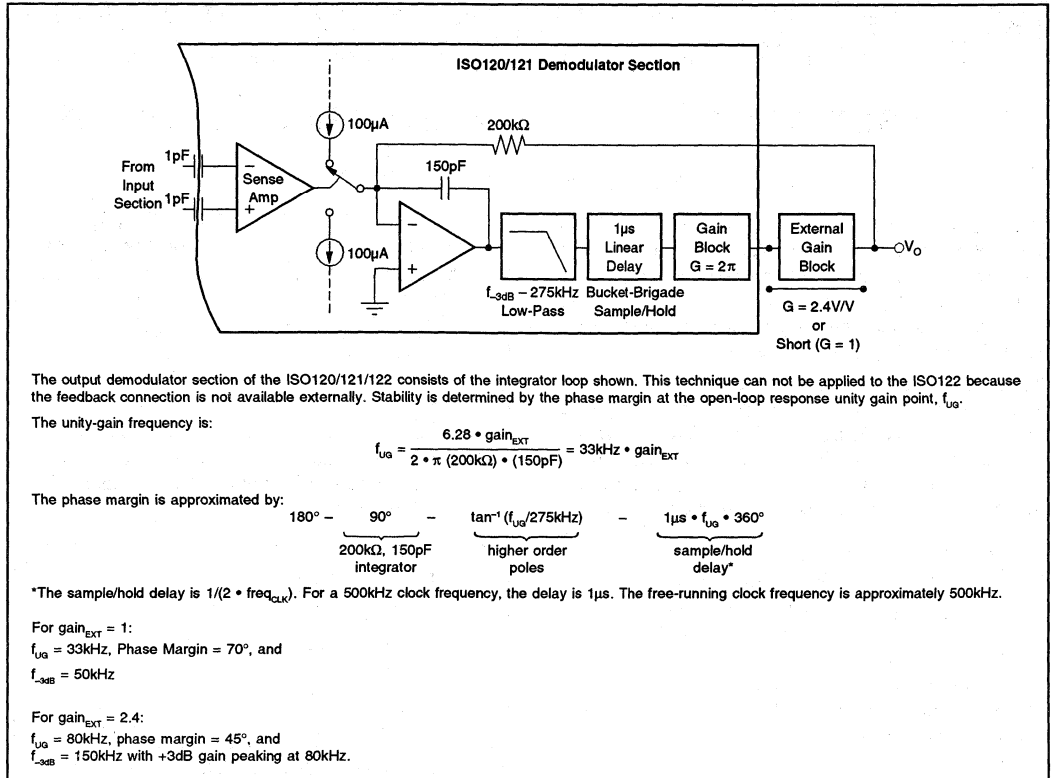 ISO120/121 Demodulator Section
100µA
200kΩ
150pF
1pF
From
Input
Section
1pF
–
Sense
Amp
+
–
+
100µA
1µs
Linear
Delay
Gain
Block
G = 2π
External
Gain
Block
V_O
f_–3dB – 275kHz
Low-Pass
Bucket-Brigade
Sample/Hold
G = 2.4V/V
or
Short (G = 1)
The output demodulator section of the ISO120/121/122 consists of the integrator loop shown. This technique can not be applied to the ISO122 because
the feedback connection is not available externally. Stability is determined by the phase margin at the open-loop response unity gain point, f_UG.
The unity-gain frequency is:
f_UG = 6.28 • gain_EXT / 2 • π (200kΩ) • (150pF) = 33kHz • gain_EXT
The phase margin is approximated by:
180° – 90° – tan⁻¹ (f_UG/275kHz) – 1µs • f_UG • 360°
200kΩ, 150pF
integrator
higher order
poles
sample/hold
delay*
*The sample/hold delay is 1/(2 • freq_CLK). For a 500kHz clock frequency, the delay is 1µs. The free-running clock frequency is approximately 500kHz.
For gain_EXT = 1:
f_UG = 33kHz, Phase Margin = 70°, and
f_–3dB = 50kHz
For gain_EXT = 2.4:
f_UG = 80kHz, phase margin = 45°, and
f_–3dB = 150kHz with +3dB gain peaking at 80kHz.